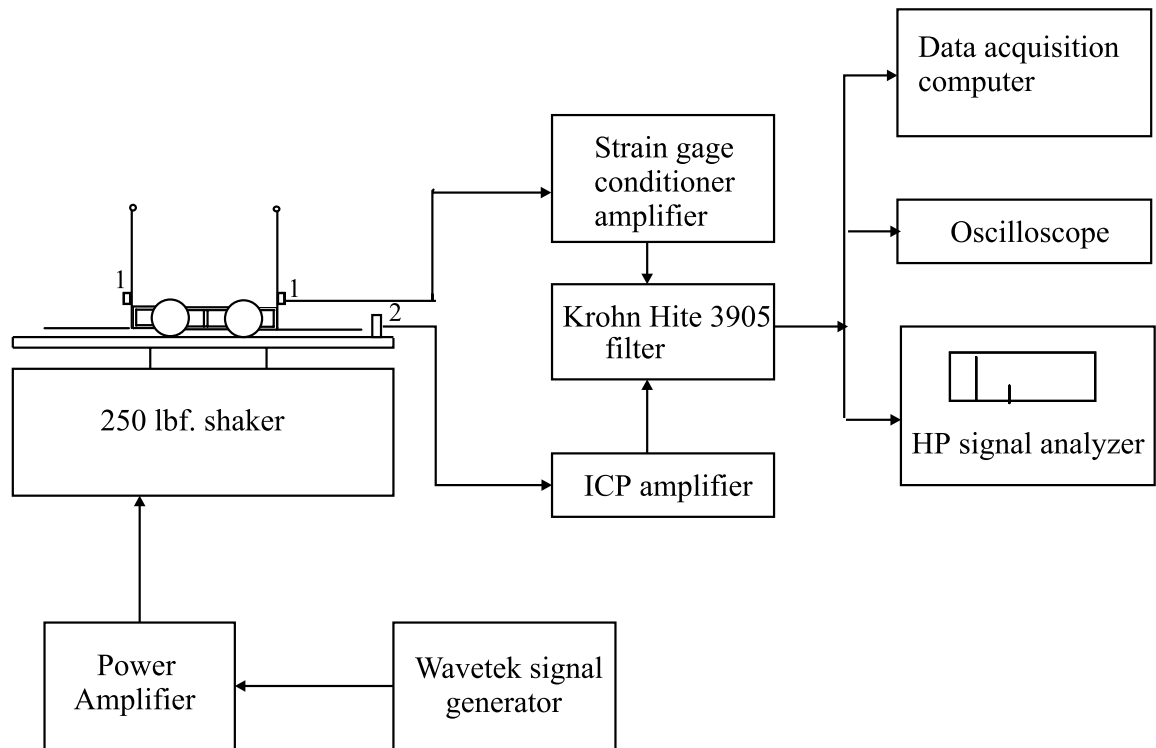 Data acquisition
computer
Strain gage
conditioner
amplifier
Oscilloscope
1
1
2
Krohn Hite 3905
filter
250 lbf. shaker
HP signal analyzer
ICP amplifier
Power
Amplifier
Wavetek signal
generator